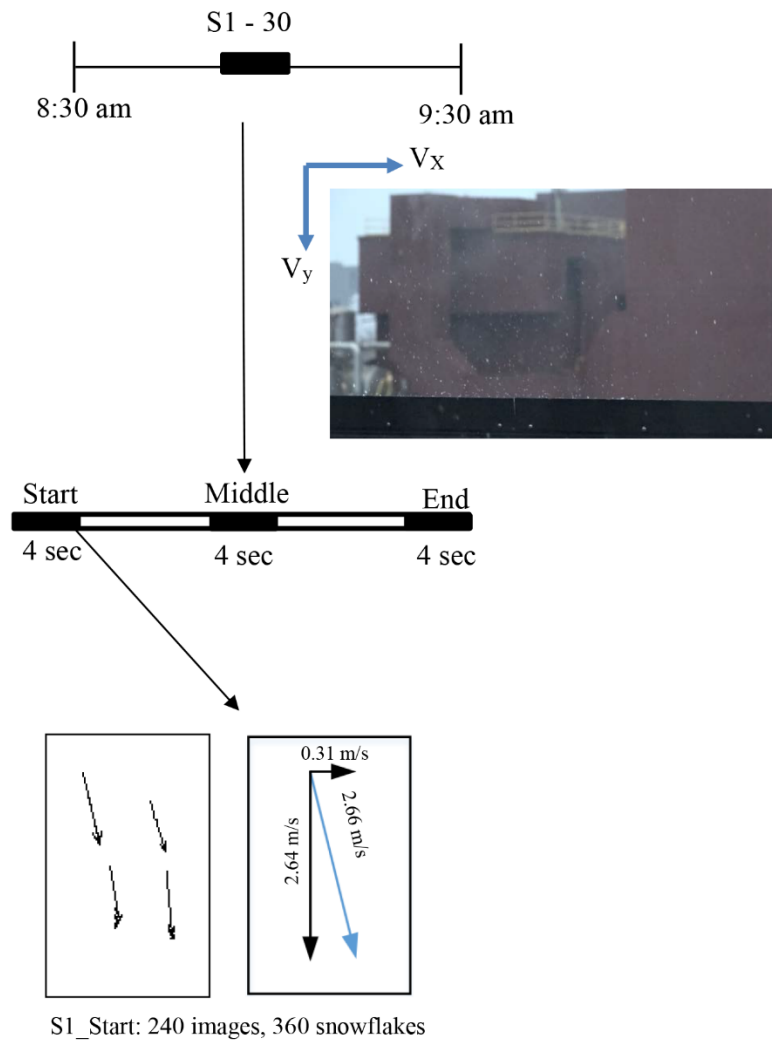 S1 - 30
8:30 am
9:30 am
VX
Vy
Start
Middle
End
4 sec
4 sec
4 sec
0.31 m/s
2.64 m/s
2.66 m/s
S1_Start: 240 images, 360 snowflakes